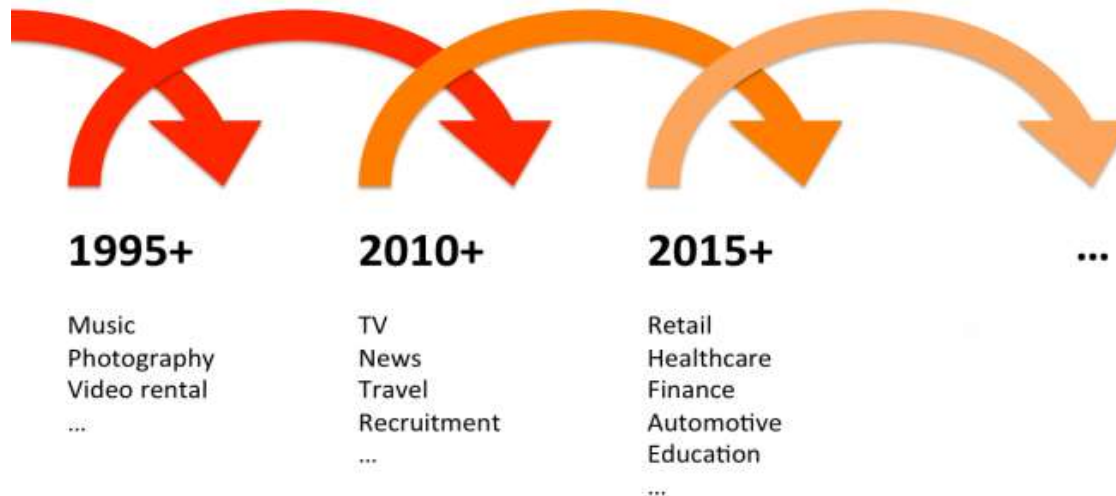 1995+
Music
Photography
Video rental
...
2010+
TV
News
Travel
Recruitment
...
2015+
Retail
Healthcare
Finance
Automotive
Education
...
...